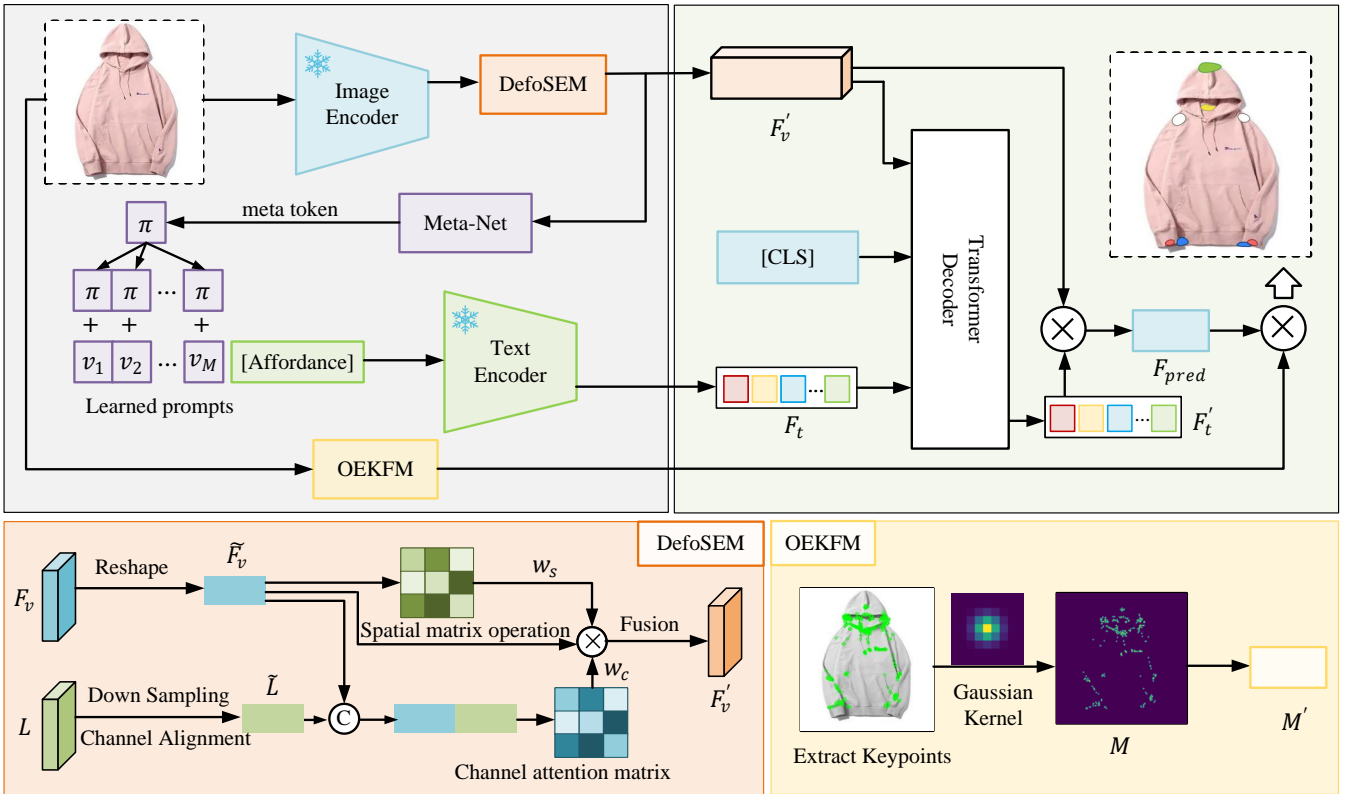 Image
Encoder
DefoSEM
F_v'
meta token
Meta-Net
π
π π ... π
+ + +
v_1 v_2 ... v_M
[Affordance]
Learned prompts
Text
Encoder
OEKFM
[CLS]
Transformer
Decoder
F_t
...
F_t'
...
F_pred
DefoSEM
F_v
Reshape
F̃_v
Spatial matrix operation
w_s
Fusion
F_v'
w_c
L
Down Sampling
Channel Alignment
L̃
C
Channel attention matrix
OEKFM
Extract Keypoints
Gaussian
Kernel
M
M'